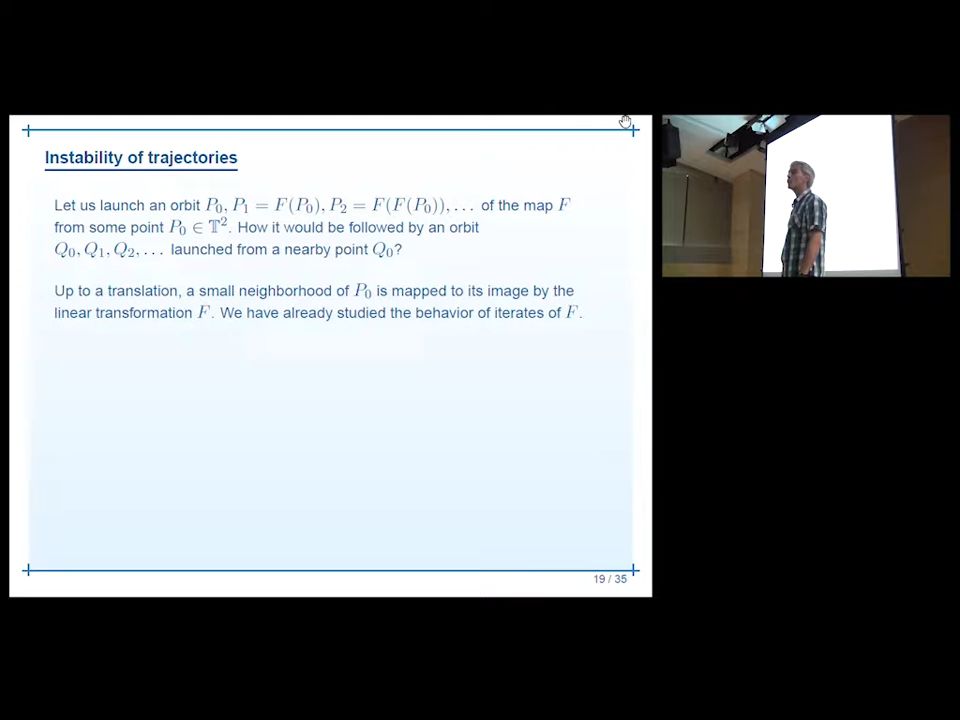 Instability of trajectories
Let us launch an orbit P₀, P₁ = F(P₀), P₂ = F(F(P₀)), … of the map F
from some point P₀ ∈ 𝕋². How it would be followed by an orbit
Q₀, Q₁, Q₂, … launched from a nearby point Q₀?
Up to a translation, a small neighborhood of P₀ is mapped to its image by the
linear transformation F. We have already studied the behavior of iterates of F.
19 / 35